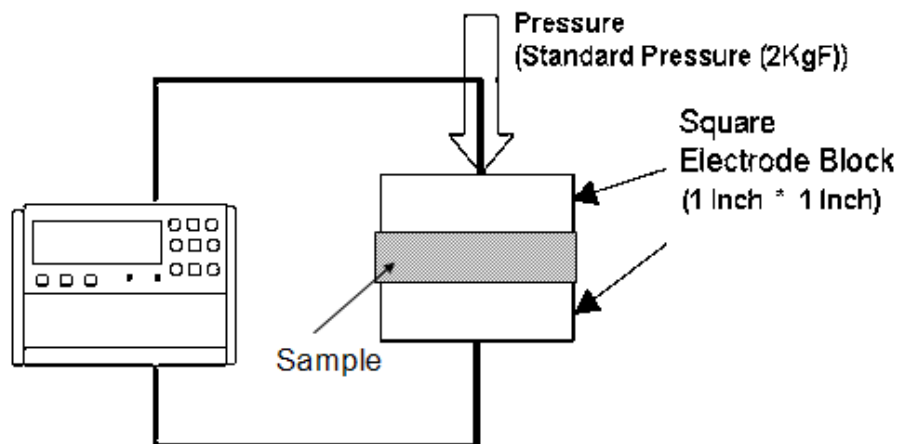 Pressure
(Standard Pressure (2KgF))
Square
Electrode Block
(1 Inch * 1 Inch)
Sample